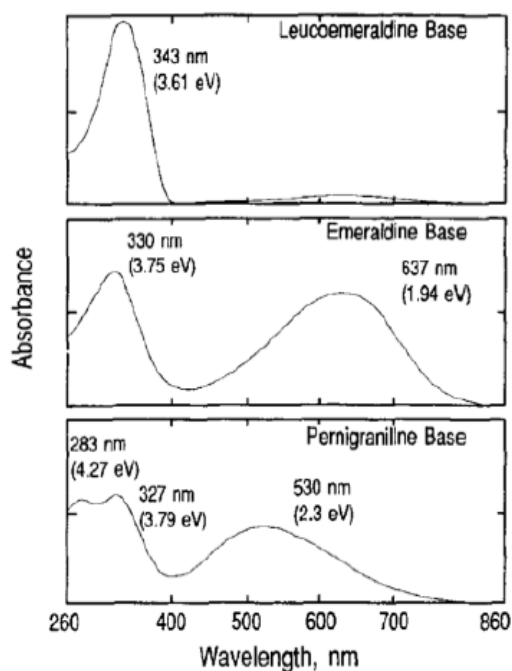 Leucoemeraldine Base
343 nm
(3.61 eV)
Emeraldine Base
330 nm
(3.75 eV)
637 nm
(1.94 eV)
Pernigraniline Base
283 nm
(4.27 eV)
327 nm
(3.79 eV)
530 nm
(2.3 eV)
Absorbance
260 400 500 600 700 860
Wavelength, nm